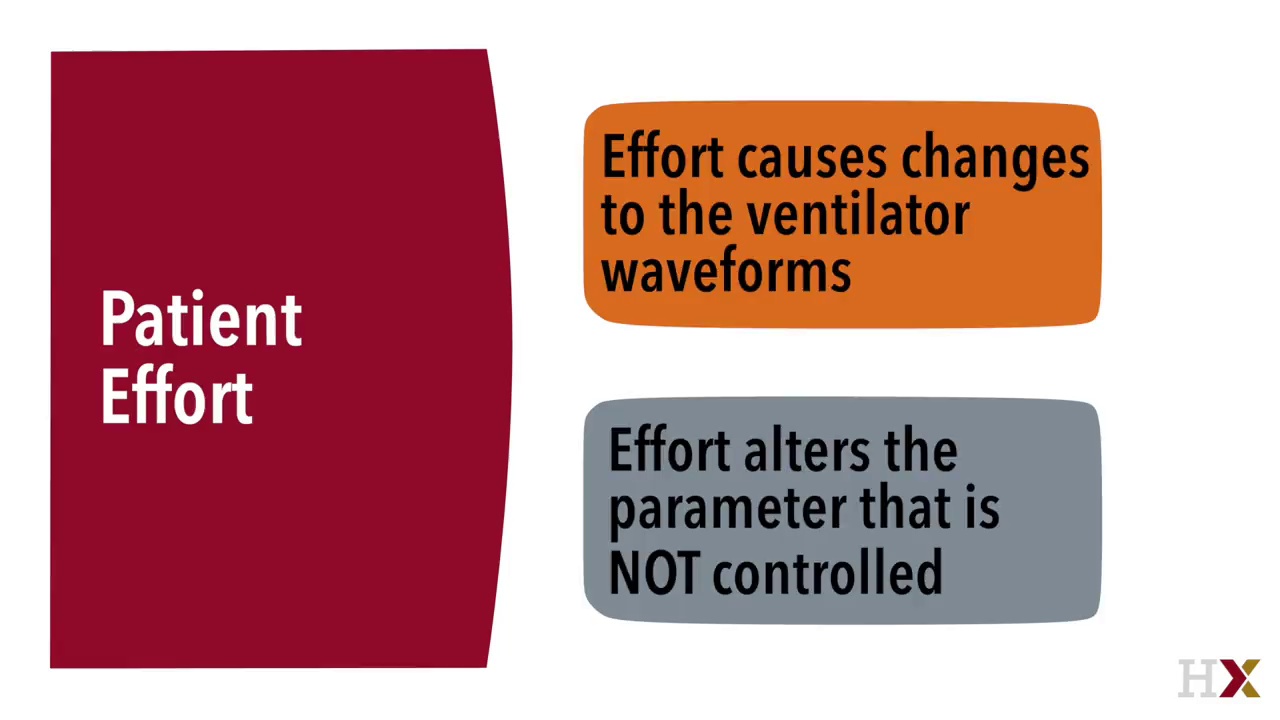 Patient
Effort
Effort causes changes
to the ventilator
waveforms
Effort alters the
parameter that is
NOT controlled
HX